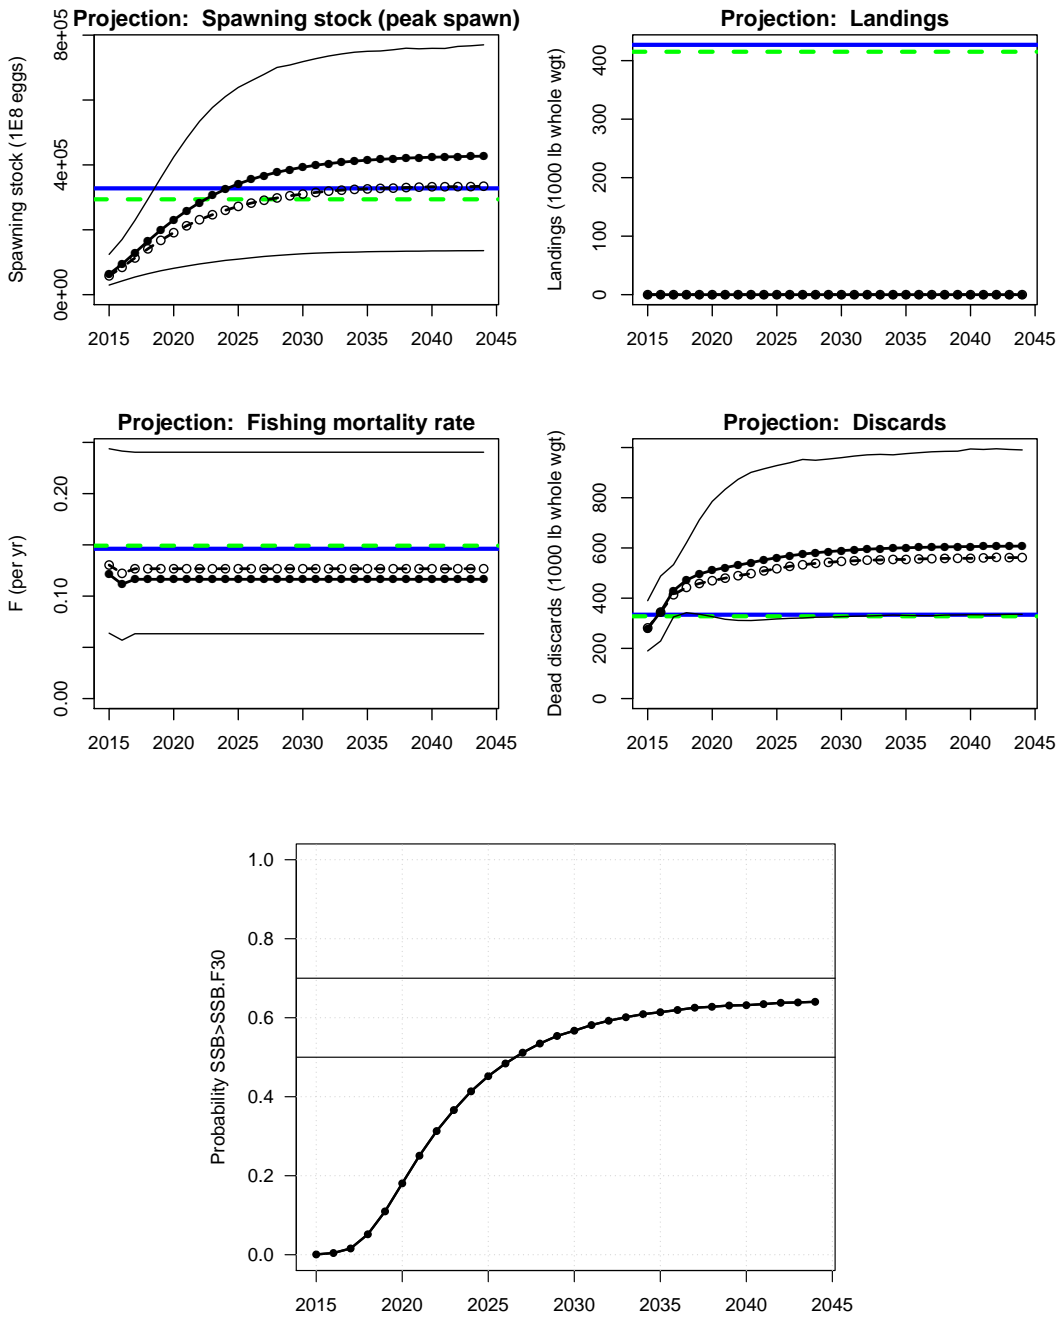 Projection:  Spawning stock (peak spawn)
Spawning stock (1E8 eggs)
0e+00 4e+05 8e+05
2015 2020 2025 2030 2035 2040 2045
Projection:  Landings
Landings (1000 lb whole wgt)
0 100 200 300 400
2015 2020 2025 2030 2035 2040 2045
Projection:  Fishing mortality rate
F (per yr)
0.00 0.10 0.20
2015 2020 2025 2030 2035 2040 2045
Projection:  Discards
Dead discards (1000 lb whole wgt)
0 200 400 600 800
2015 2020 2025 2030 2035 2040 2045
Probability SSB>SSB.F30
1.0
0.8
0.6
0.4
0.2
0.0
2015 2020 2025 2030 2035 2040 2045